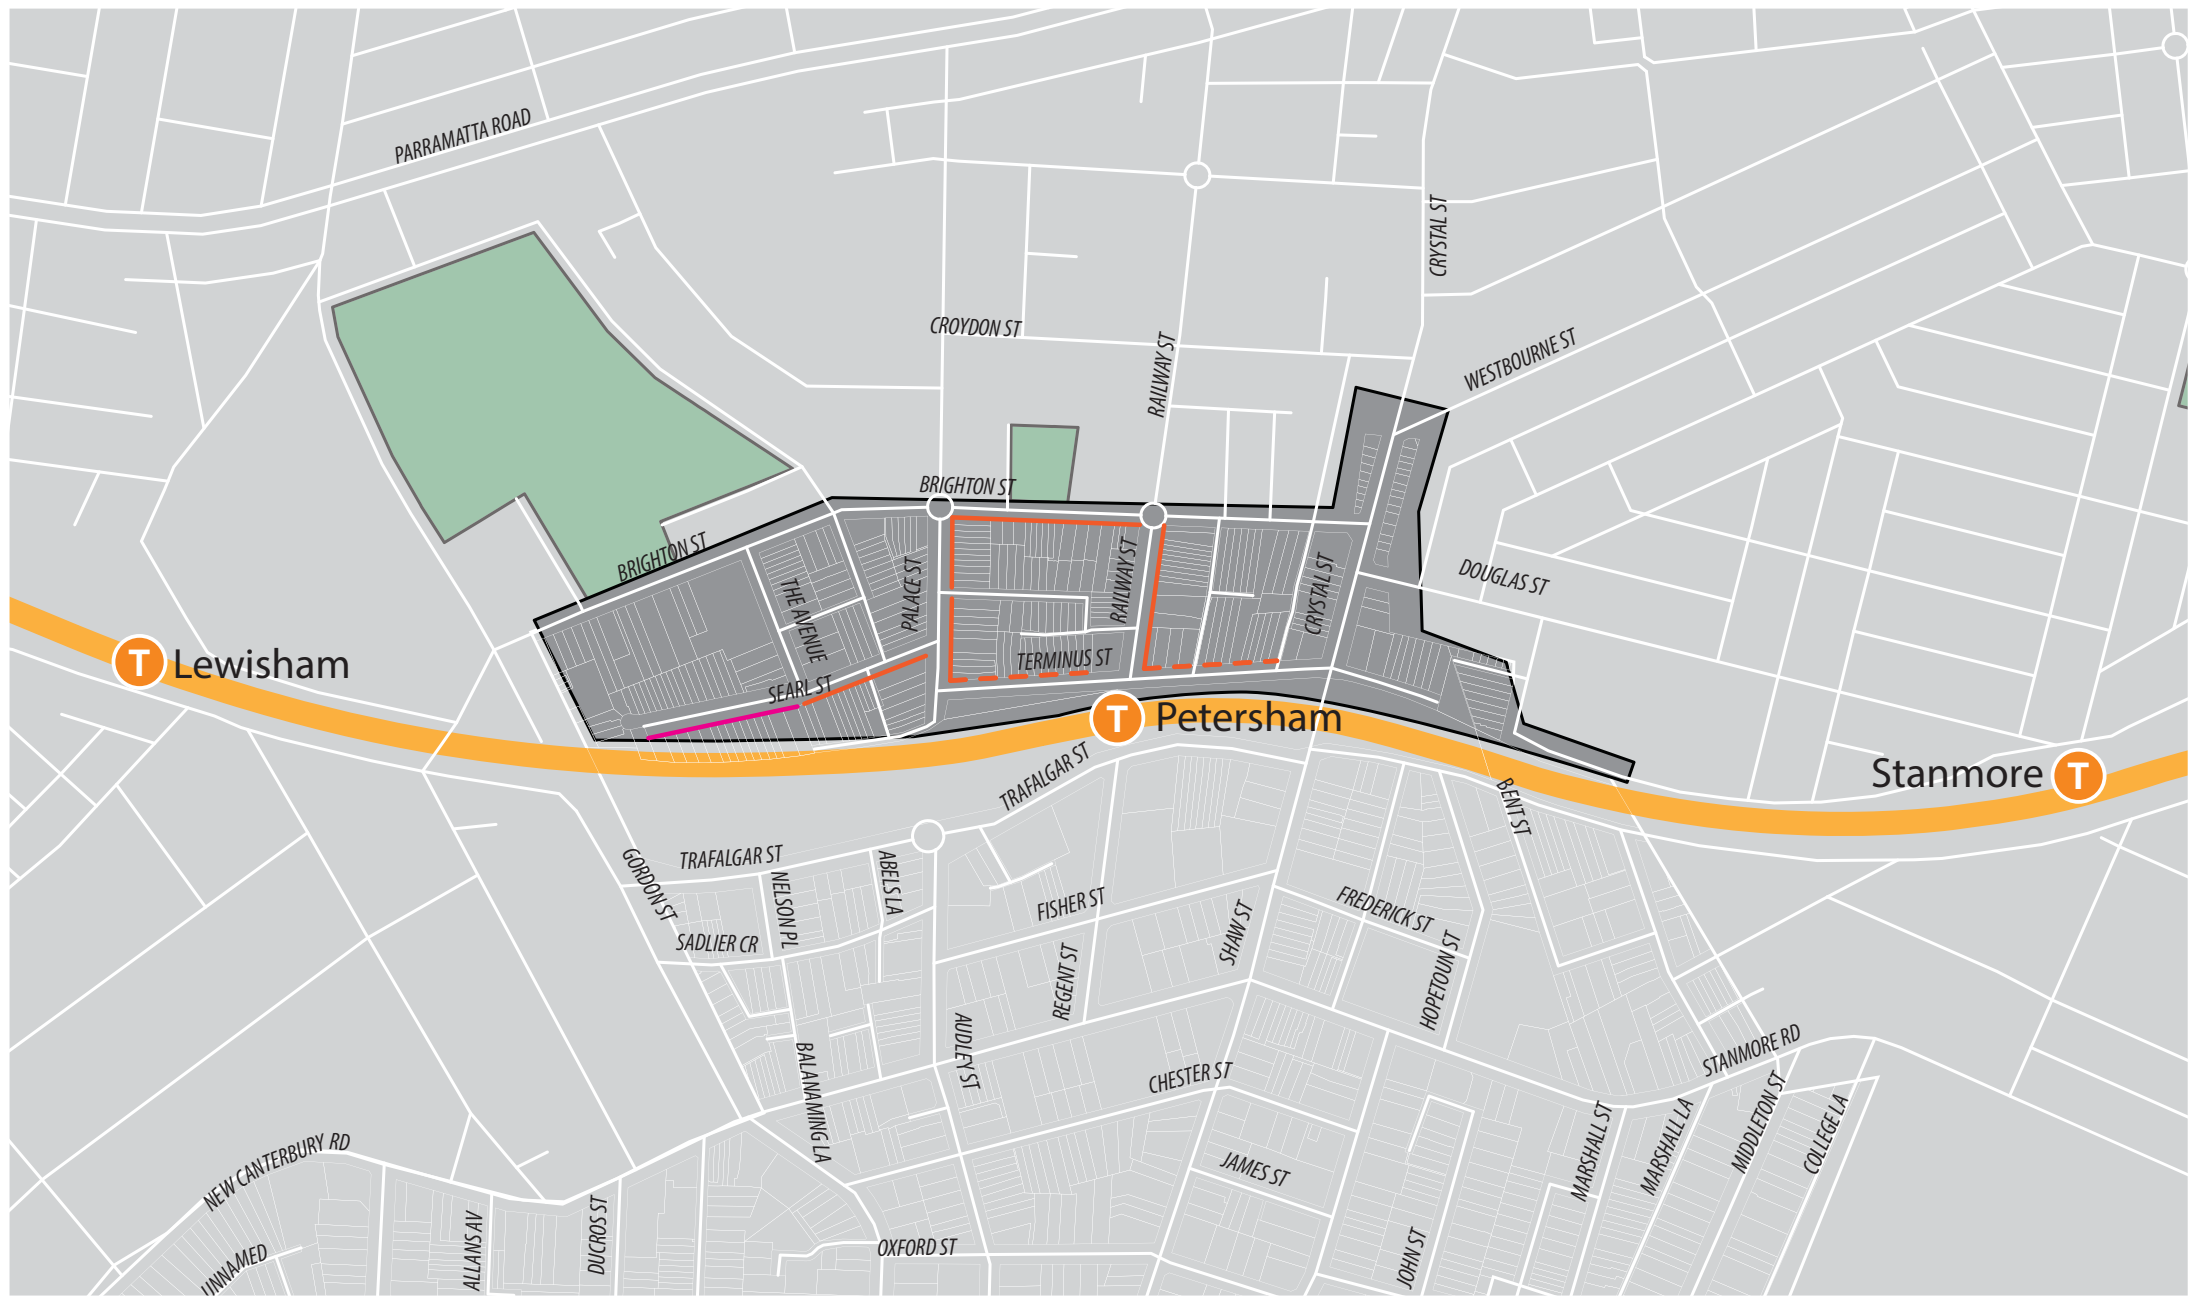 PARRAMATTA ROAD
CRYSTAL ST
CROYDON ST
RAILWAY ST
WESTBOURNE ST
BRIGHTON ST
BRIGHTON ST
THE AVENUE
PALACE ST
RAILWAY ST
CRYSTAL ST
DOUGLAS ST
T Lewisham
TERMINUS ST
SEARL ST
T Petersham
Stanmore T
TRAFALGAR ST
BENT ST
TRAFALGAR ST
GORDON ST
NELSON PL
ABELS LA
SADLIER CR
FISHER ST
FREDERICK ST
SHAW ST
REGENT ST
HOPETOUN ST
AUDLEY ST
BALANAMING LA
CHESTER ST
STANMORE RD
MARSHALL ST
MARSHALL LA
MIDDLETON ST
COLLEGE LA
NEW CANTERBURY RD
JAMES ST
UNNAMED
ALLANS AV
DUCROS ST
OXFORD ST
JOHN ST